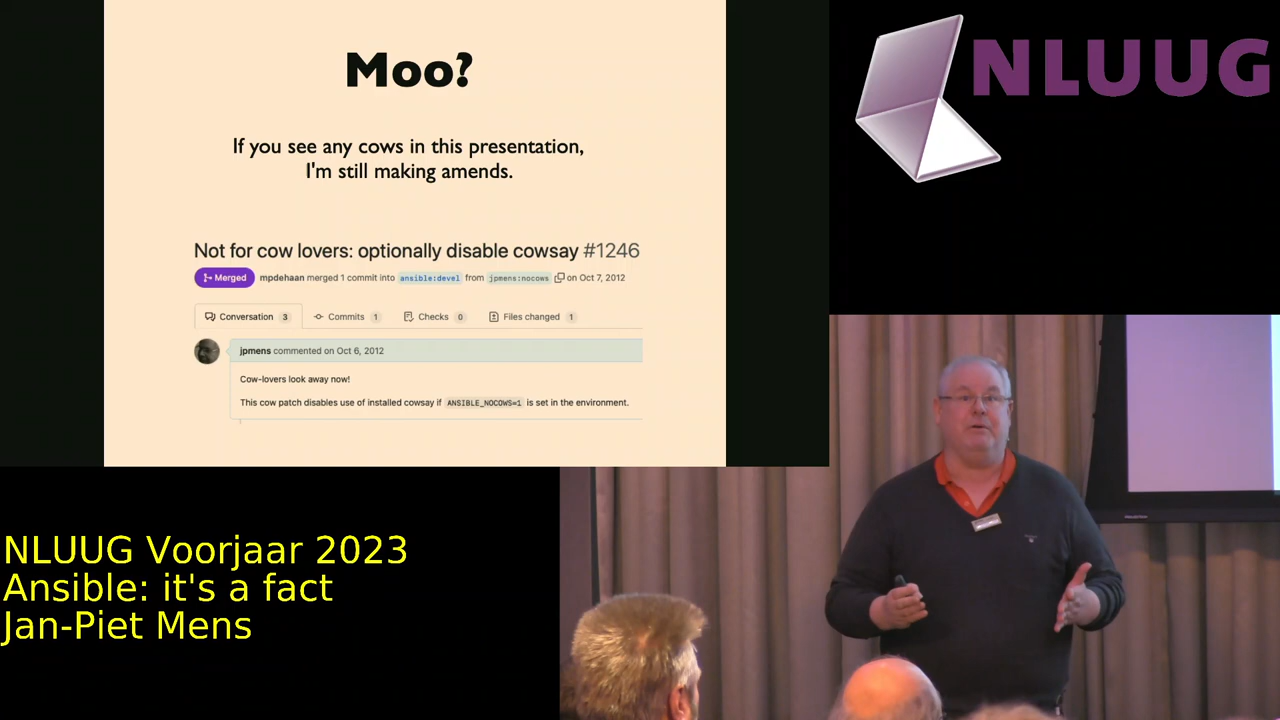 Moo?
If you see any cows in this presentation,
I'm still making amends.
Not for cow lovers: optionally disable cowsay #1246
Merged mpdehaan merged 1 commit into ansible:devel from jpmens:nocows on Oct 7, 2012
Conversation 3 Commits 1 Checks 0 Files changed 1
jpmens commented on Oct 6, 2012
Cow-lovers look away now!
This cow patch disables use of installed cowsay if ANSIBLE_NOCOWS=1 is set in the environment.
NLUUG
NLUUG Voorjaar 2023
Ansible: it's a fact
Jan-Piet Mens